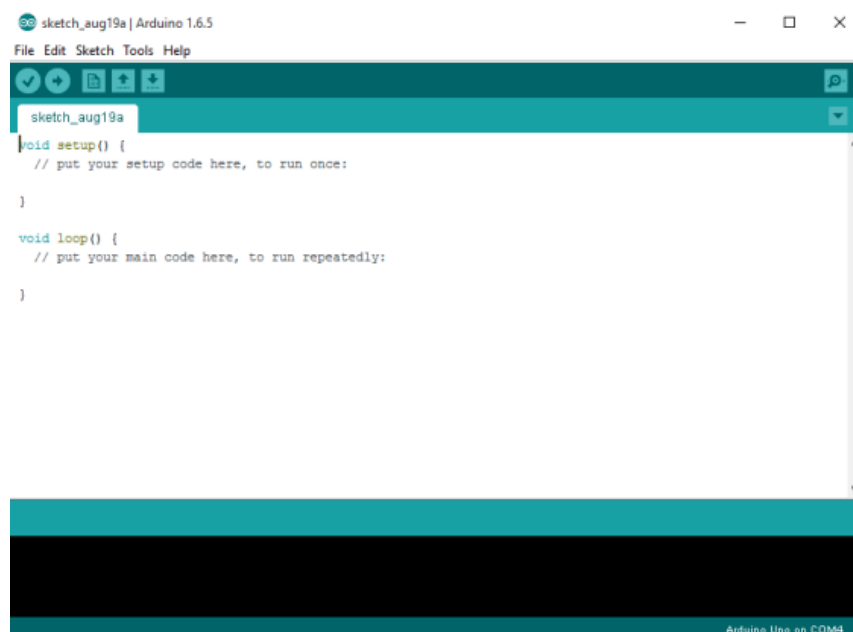 sketch_aug19a | Arduino 1.6.5
File Edit Sketch Tools Help
sketch_aug19a
void setup() {
  // put your setup code here, to run once:
}
void loop() {
  // put your main code here, to run repeatedly:
}
Arduino Uno on COM4